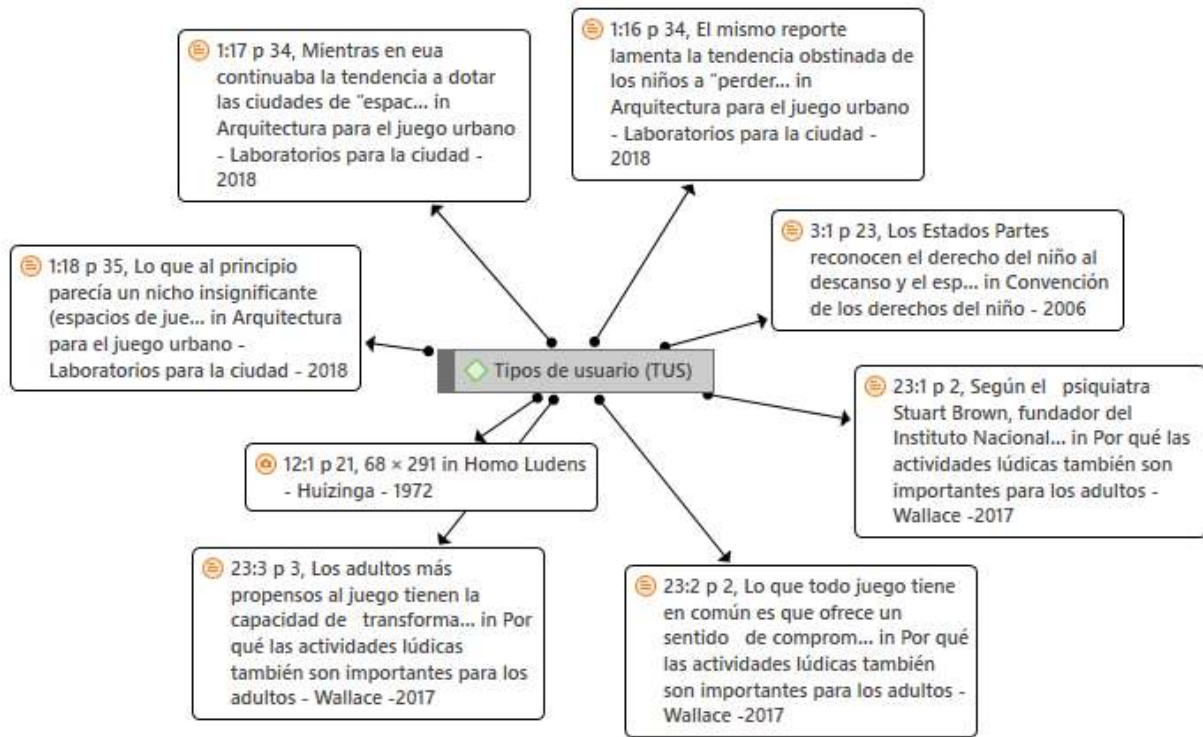 1:17 p 34, Mientras en eua
continuaba la tendencia a dotar
las ciudades de ¨espac... in
Arquitectura para el juego urbano
- Laboratorios para la ciudad -
2018
1:16 p 34, El mismo reporte
lamenta la tendencia obstinada de
los niños a ¨perder... in
Arquitectura para el juego urbano
- Laboratorios para la ciudad -
2018
3:1 p 23, Los Estados Partes
reconocen el derecho del niño al
descanso y el esp... in Convención
de los derechos del niño - 2006
1:18 p 35, Lo que al principio
parecía un nicho insignificante
(espacios de jue... in Arquitectura
para el juego urbano -
Laboratorios para la ciudad - 2018
Tipos de usuario (TUS)
23:1 p 2, Según el psiquiatra
Stuart Brown, fundador del
Instituto Nacional... in Por qué las
actividades lúdicas también son
importantes para los adultos -
Wallace -2017
12:1 p 21, 68 × 291 in Homo Ludens
- Huizinga - 1972
23:3 p 3, Los adultos más
propensos al juego tienen la
capacidad de transforma... in Por
qué las actividades lúdicas
también son importantes para los
adultos - Wallace -2017
23:2 p 2, Lo que todo juego tiene
en común es que ofrece un
sentido de comprom... in Por qué
las actividades lúdicas también
son importantes para los adultos -
Wallace -2017